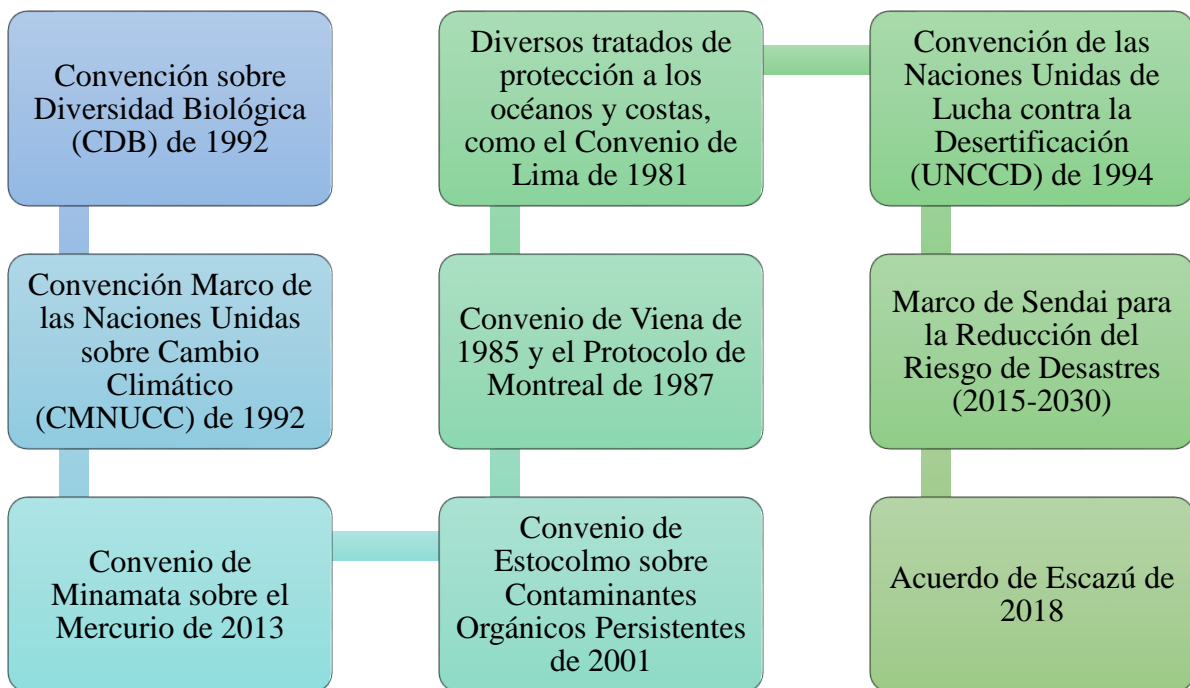 Convención sobre
Diversidad Biológica
(CDB) de 1992
Convención Marco de
las Naciones Unidas
sobre Cambio
Climático
(CMNUCC) de 1992
Convenio de
Minamata sobre el
Mercurio de 2013
Convenio de
Estocolmo sobre
Contaminantes
Orgánicos Persistentes
de 2001
Convenio de Viena de
1985 y el Protocolo de
Montreal de 1987
Diversos tratados de
protección a los
océanos y costas,
como el Convenio de
Lima de 1981
Convención de las
Naciones Unidas de
Lucha contra la
Desertificación
(UNCCD) de 1994
Marco de Sendai para
la Reducción del
Riesgo de Desastres
(2015-2030)
Acuerdo de Escazú de
2018